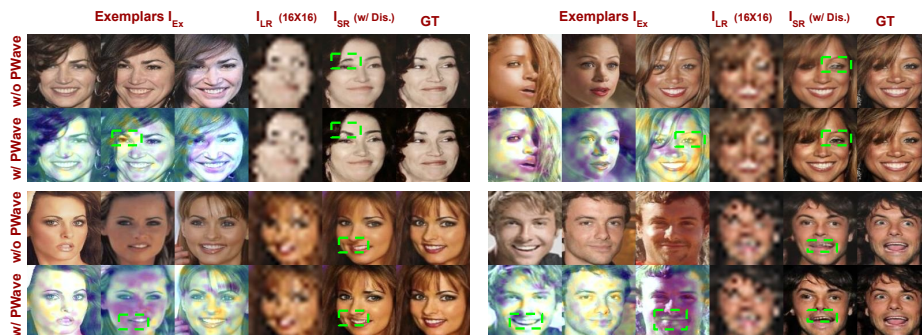 Exemplars I_Ex I_LR (16X16) I_SR (w/ Dis.) GT
Exemplars I_Ex I_LR (16X16) I_SR (w/ Dis.) GT
w/o PWave
w/ PWave
w/o PWave
w/ PWave